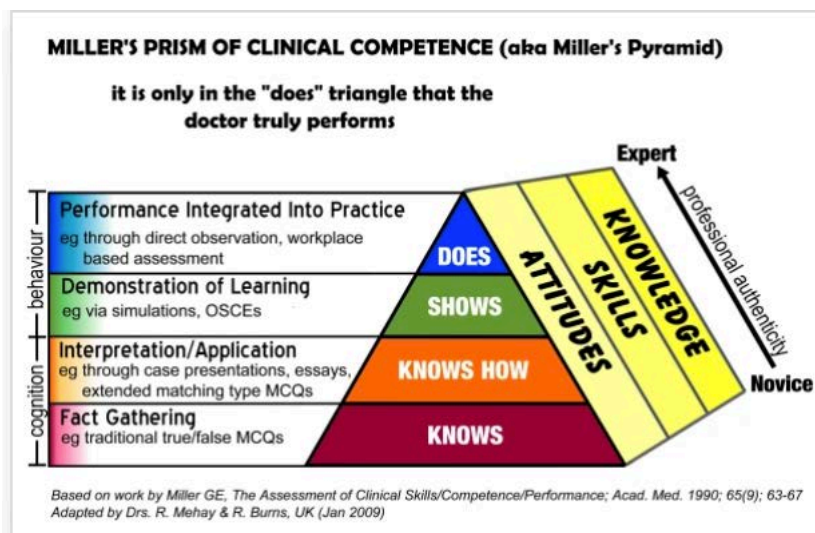 MILLER'S PRISM OF CLINICAL COMPETENCE (aka Miller's Pyramid)
it is only in the "does" triangle that the
doctor truly performs
Expert
professional authenticity
Novice
KNOWLEDGE
SKILLS
ATTITUDES
behaviour
Performance Integrated Into Practice
eg through direct observation, workplace
based assessment
DOES
Demonstration of Learning
eg via simulations, OSCEs
SHOWS
cognition
Interpretation/Application
eg through case presentations, essays,
extended matching type MCQs
KNOWS HOW
Fact Gathering
eg traditional true/false MCQs
KNOWS
Based on work by Miller GE, The Assessment of Clinical Skills/Competence/Performance; Acad. Med. 1990; 65(9); 63-67
Adapted by Drs. R. Mehay & R. Burns, UK (Jan 2009)